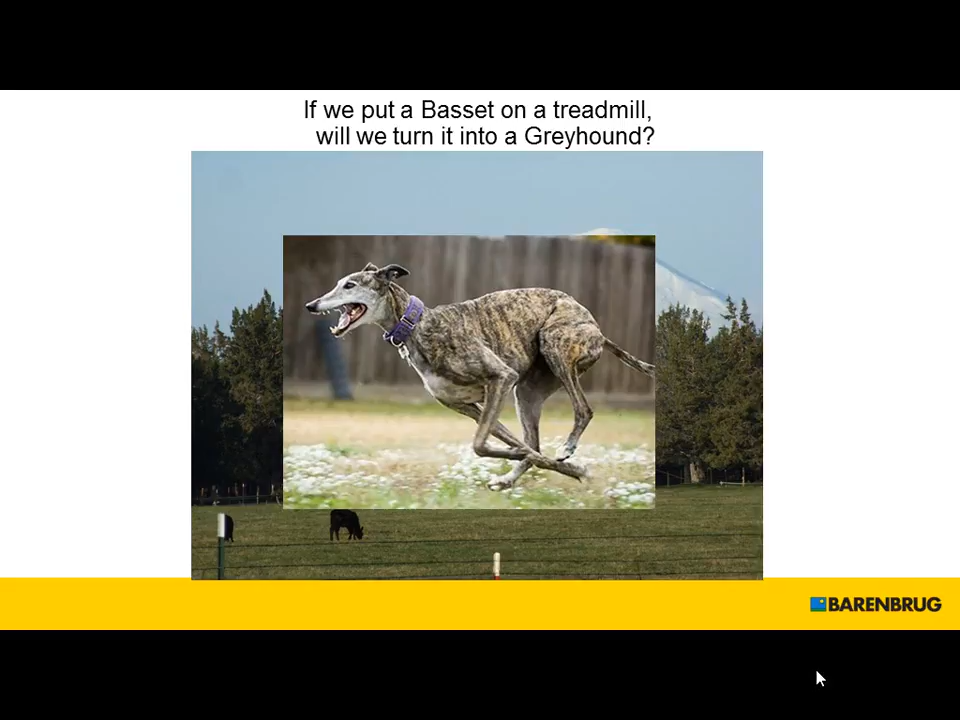 If we put a Basset on a treadmill,
will we turn it into a Greyhound?
BARENBRUG